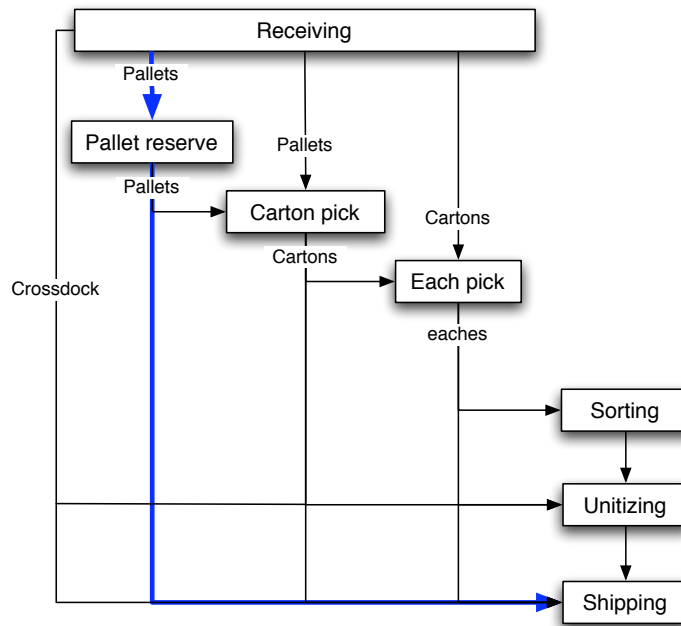 Receiving
Pallets
Pallet reserve
Pallets
Pallets
Carton pick
Cartons
Cartons
Each pick
Crossdock
eaches
Sorting
Unitizing
Shipping